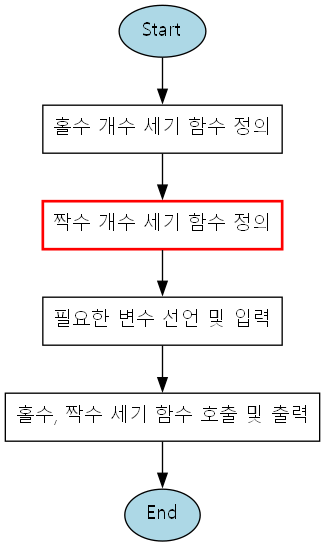 Start
홀수 개수 세기 함수 정의
짝수 개수 세기 함수 정의
필요한 변수 선언 및 입력
홀수, 짝수 세기 함수 호출 및 출력
End